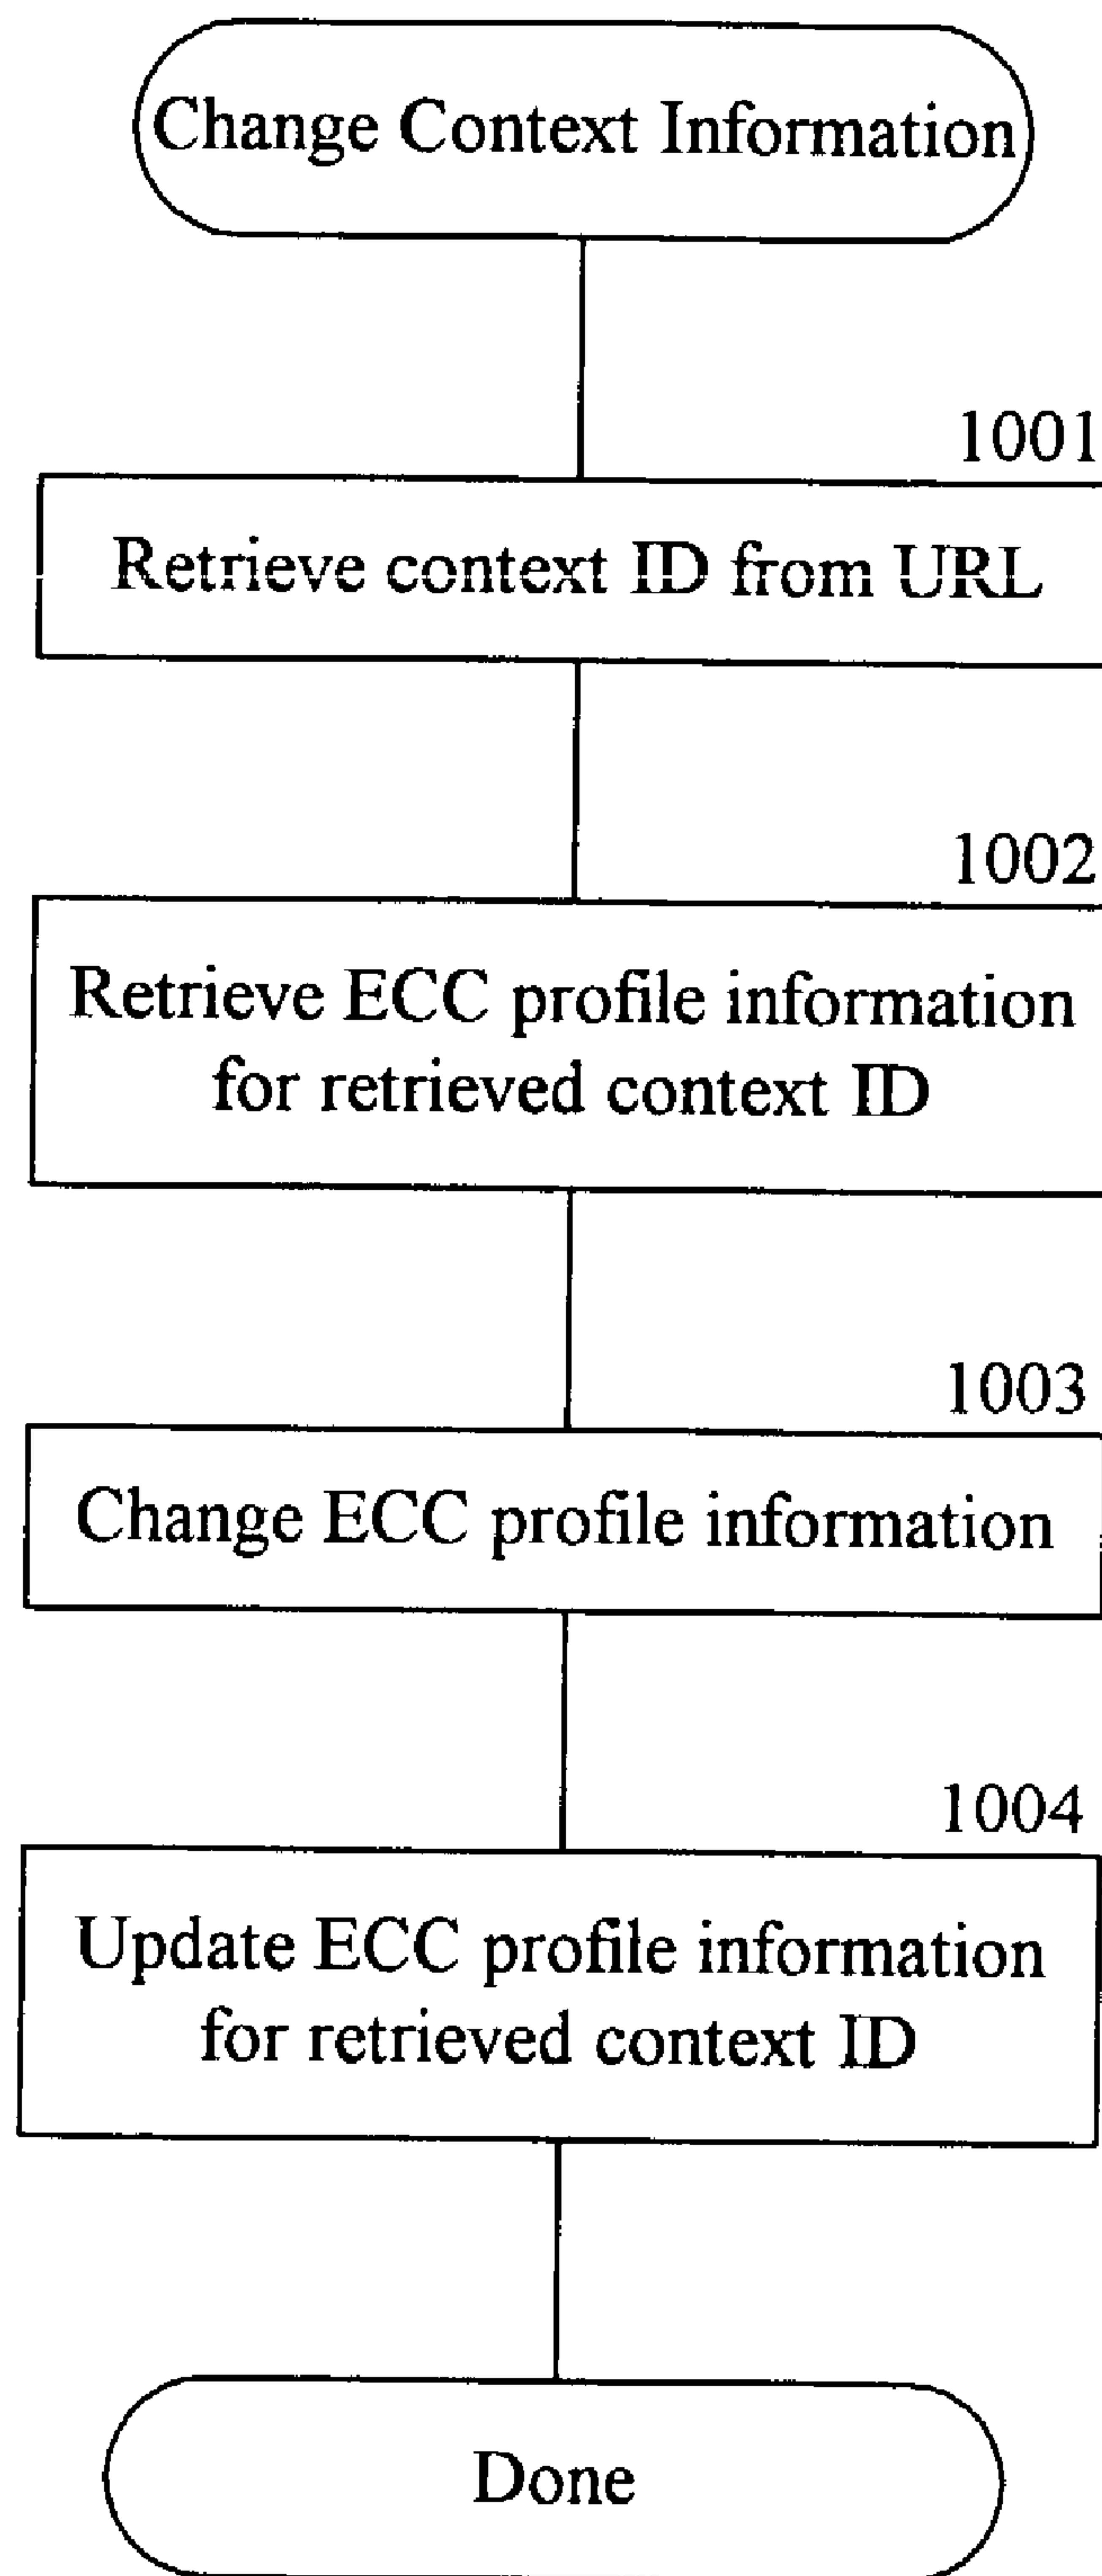 Change Context Information
1001
Retrieve context ID from URL
1002
Retrieve ECC profile information
for retrieved context ID
1003
Change ECC profile information
1004
Update ECC profile information
for retrieved context ID
Done